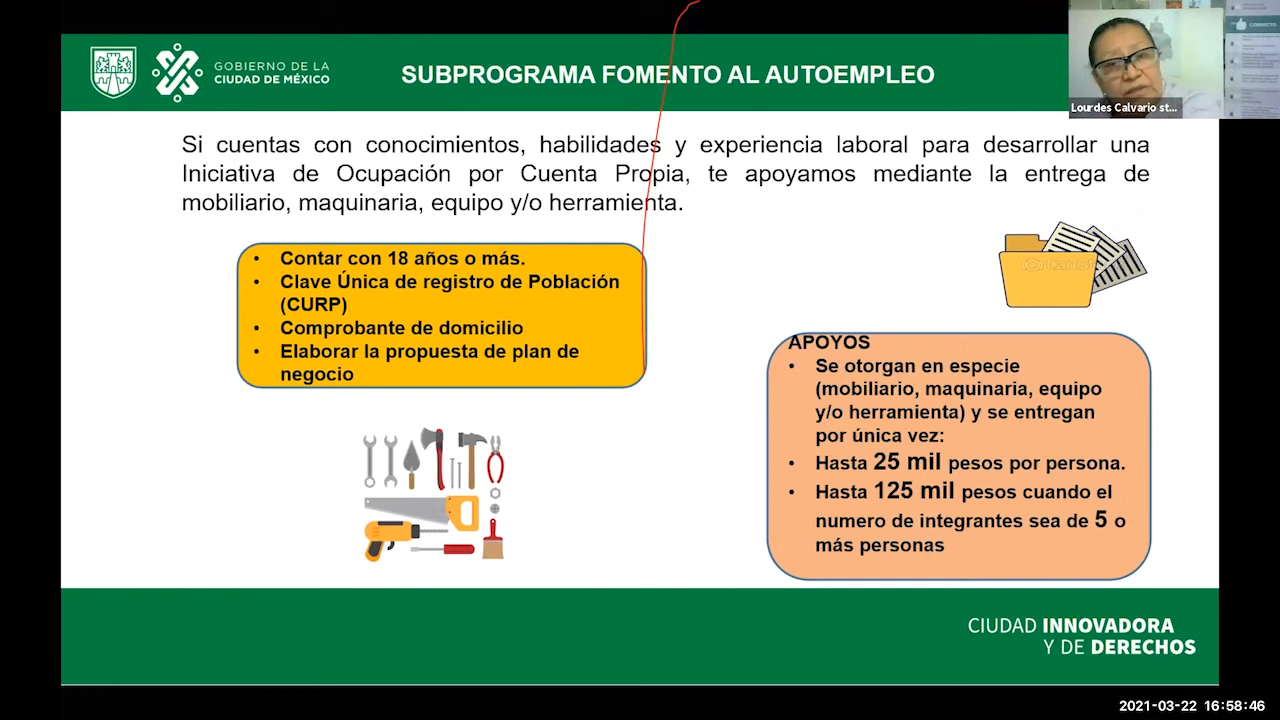 GOBIERNO DE LA
CIUDAD DE MÉXICO
SUBPROGRAMA FOMENTO AL AUTOEMPLEO
CORRECTO
Lourdes Calvario st...
Si cuentas con conocimientos, habilidades y experiencia laboral para desarrollar una
Iniciativa de Ocupación por Cuenta Propia, te apoyamos mediante la entrega de
mobiliario, maquinaria, equipo y/o herramienta.
• Contar con 18 años o más.
• Clave Única de registro de Población
(CURP)
• Comprobante de domicilio
• Elaborar la propuesta de plan de
negocio
APOYOS
• Se otorgan en especie
(mobiliario, maquinaria, equipo
y/o herramienta) y se entregan
por única vez:
• Hasta 25 mil pesos por persona.
• Hasta 125 mil pesos cuando el
numero de integrantes sea de 5 o
más personas
CIUDAD INNOVADORA
Y DE DERECHOS
2021-03-22 16:58:46